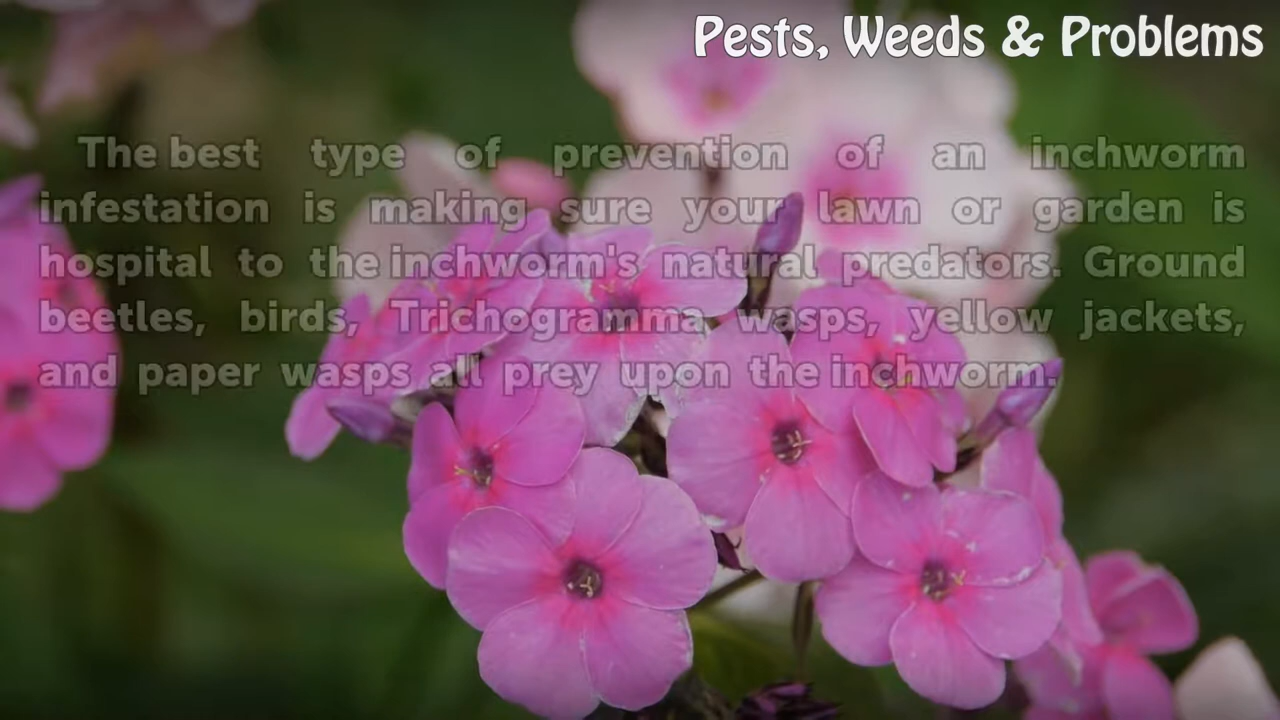 Pests, Weeds & Problems
The best type of prevention of an inchworm
infestation is making sure your lawn or garden is
hospital to the inchworm's natural predators. Ground
beetles, birds, Trichogramma wasps, yellow jackets,
and paper wasps all prey upon the inchworm.